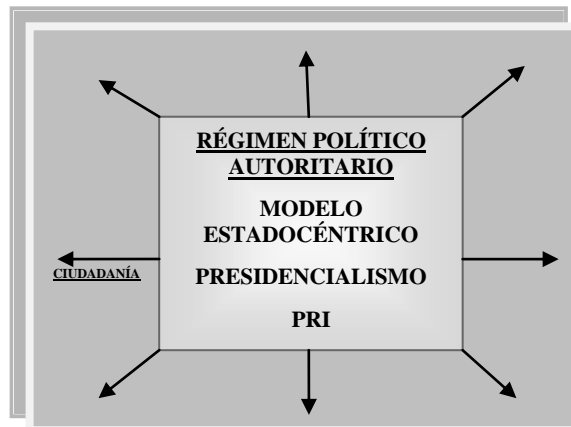 RÉGIMEN POLÍTICO
AUTORITARIO
MODELO
ESTADOCÉNTRICO
PRESIDENCIALISMO
PRI
CIUDADANÍA